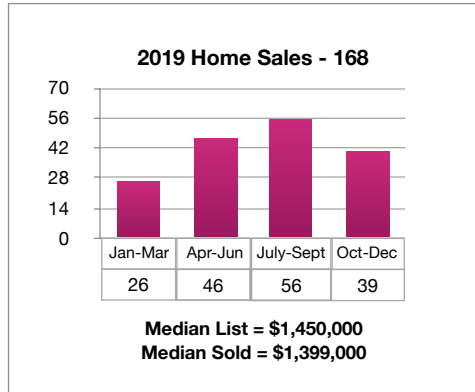 2019 Home Sales - 168
70
56
42
28
14
0
Jan-Mar Apr-Jun July-Sept Oct-Dec
26 46 56 39
Median List = $1,450,000
Median Sold = $1,399,000